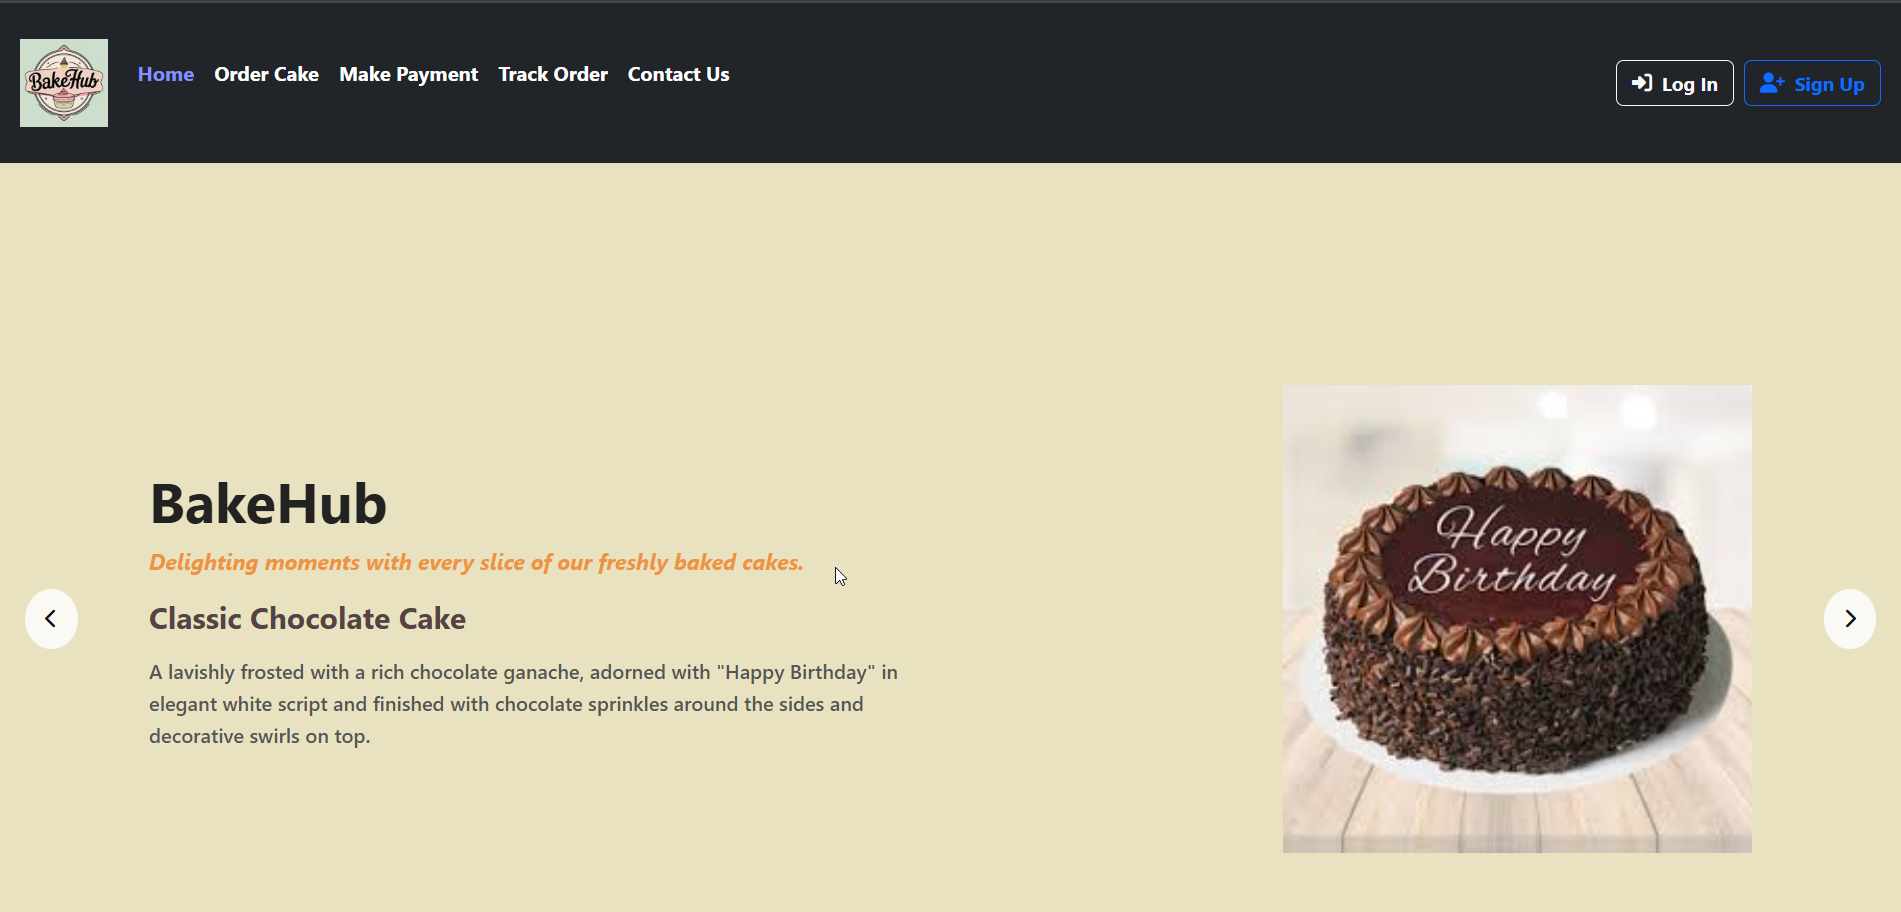 BakeHub
Home Order Cake Make Payment Track Order Contact Us
Log In Sign Up
BakeHub
Delighting moments with every slice of our freshly baked cakes.
Classic Chocolate Cake
A lavishly frosted with a rich chocolate ganache, adorned with "Happy Birthday" in
elegant white script and finished with chocolate sprinkles around the sides and
decorative swirls on top.
Happy
Birthday